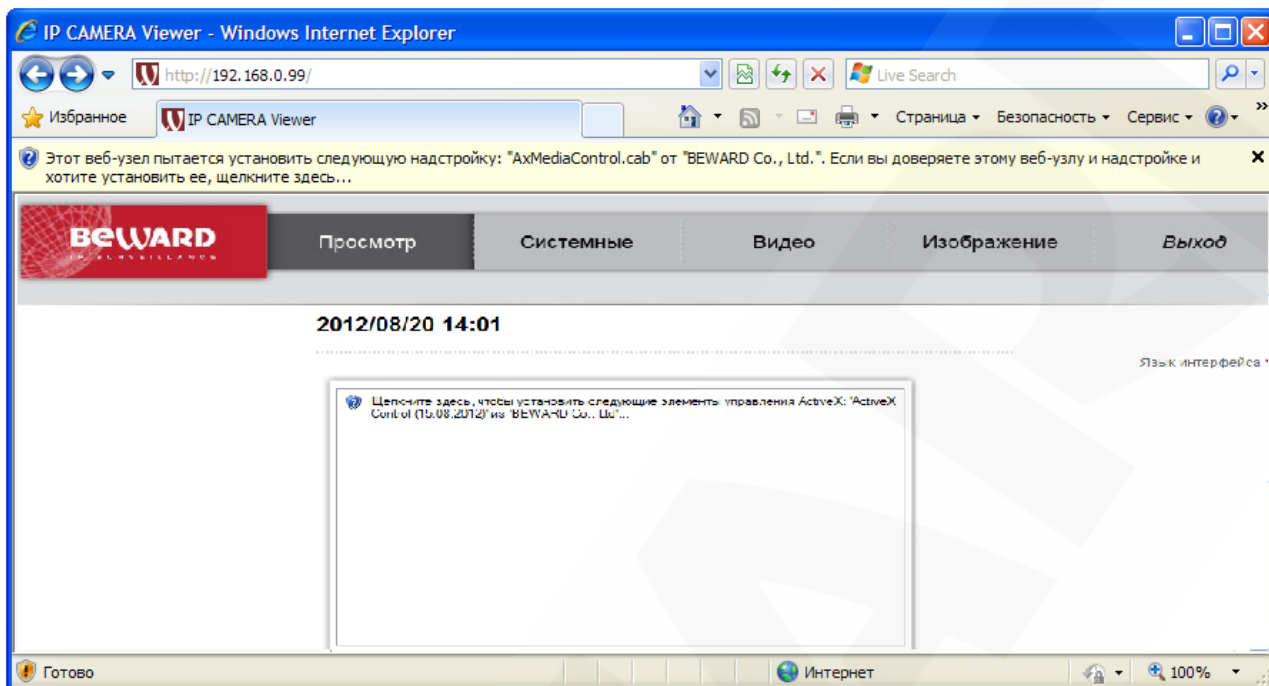 IP CAMERA Viewer - Windows Internet Explorer
http://192.168.0.99/
Live Search
Избранное
IP CAMERA Viewer
Страница
Безопасность
Сервис
Этот веб-узел пытается установить следующую надстройку: "AxMediaControl.cab" от "BEWARD Co., Ltd.". Если вы доверяете этому веб-узлу и надстройке и
хотите установить ее, щелкните здесь...
BEWARD
IP SURVEILLANCE
Просмотр
Системные
Видео
Изображение
Выход
2012/08/20 14:01
Язык интерфейса
Щелкните здесь, чтобы установить следующие элементы управления ActiveX: 'ActiveX
Control (15.08.2012)' из 'BEWARD Co., Ltd'...
Готово
Интернет
100%